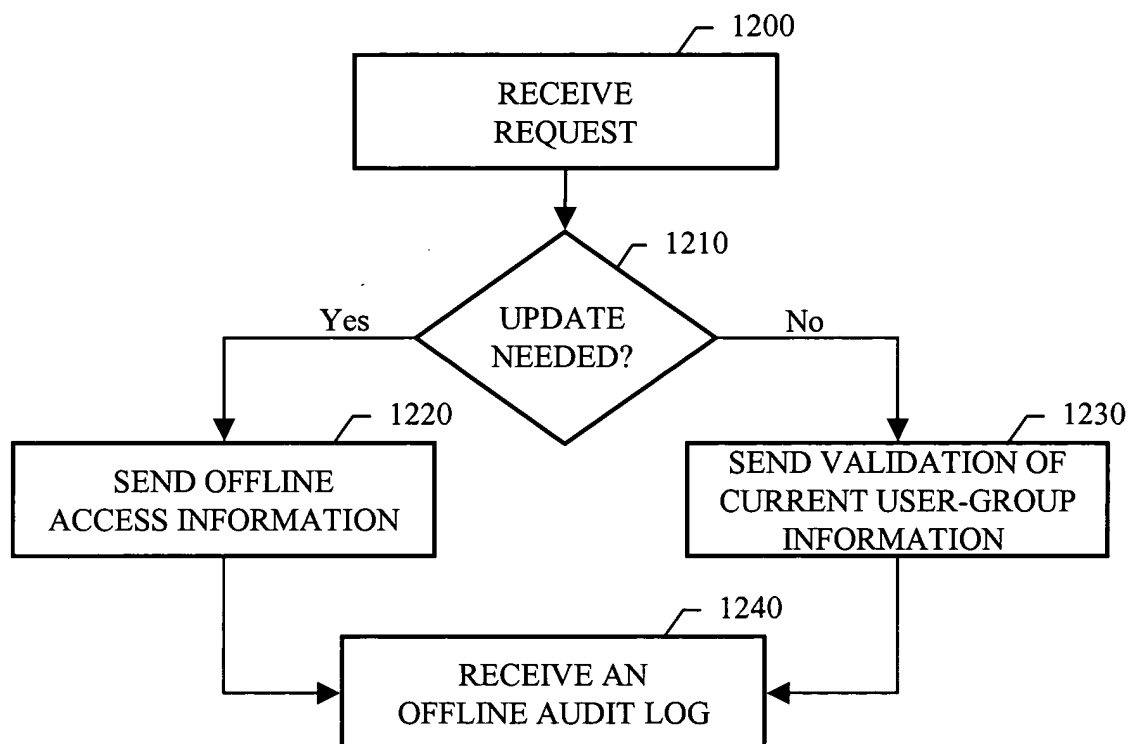 1200
RECEIVE
REQUEST
1210
UPDATE
NEEDED?
Yes
No
1220
SEND OFFLINE
ACCESS INFORMATION
1230
SEND VALIDATION OF
CURRENT USER-GROUP
INFORMATION
1240
RECEIVE AN
OFFLINE AUDIT LOG